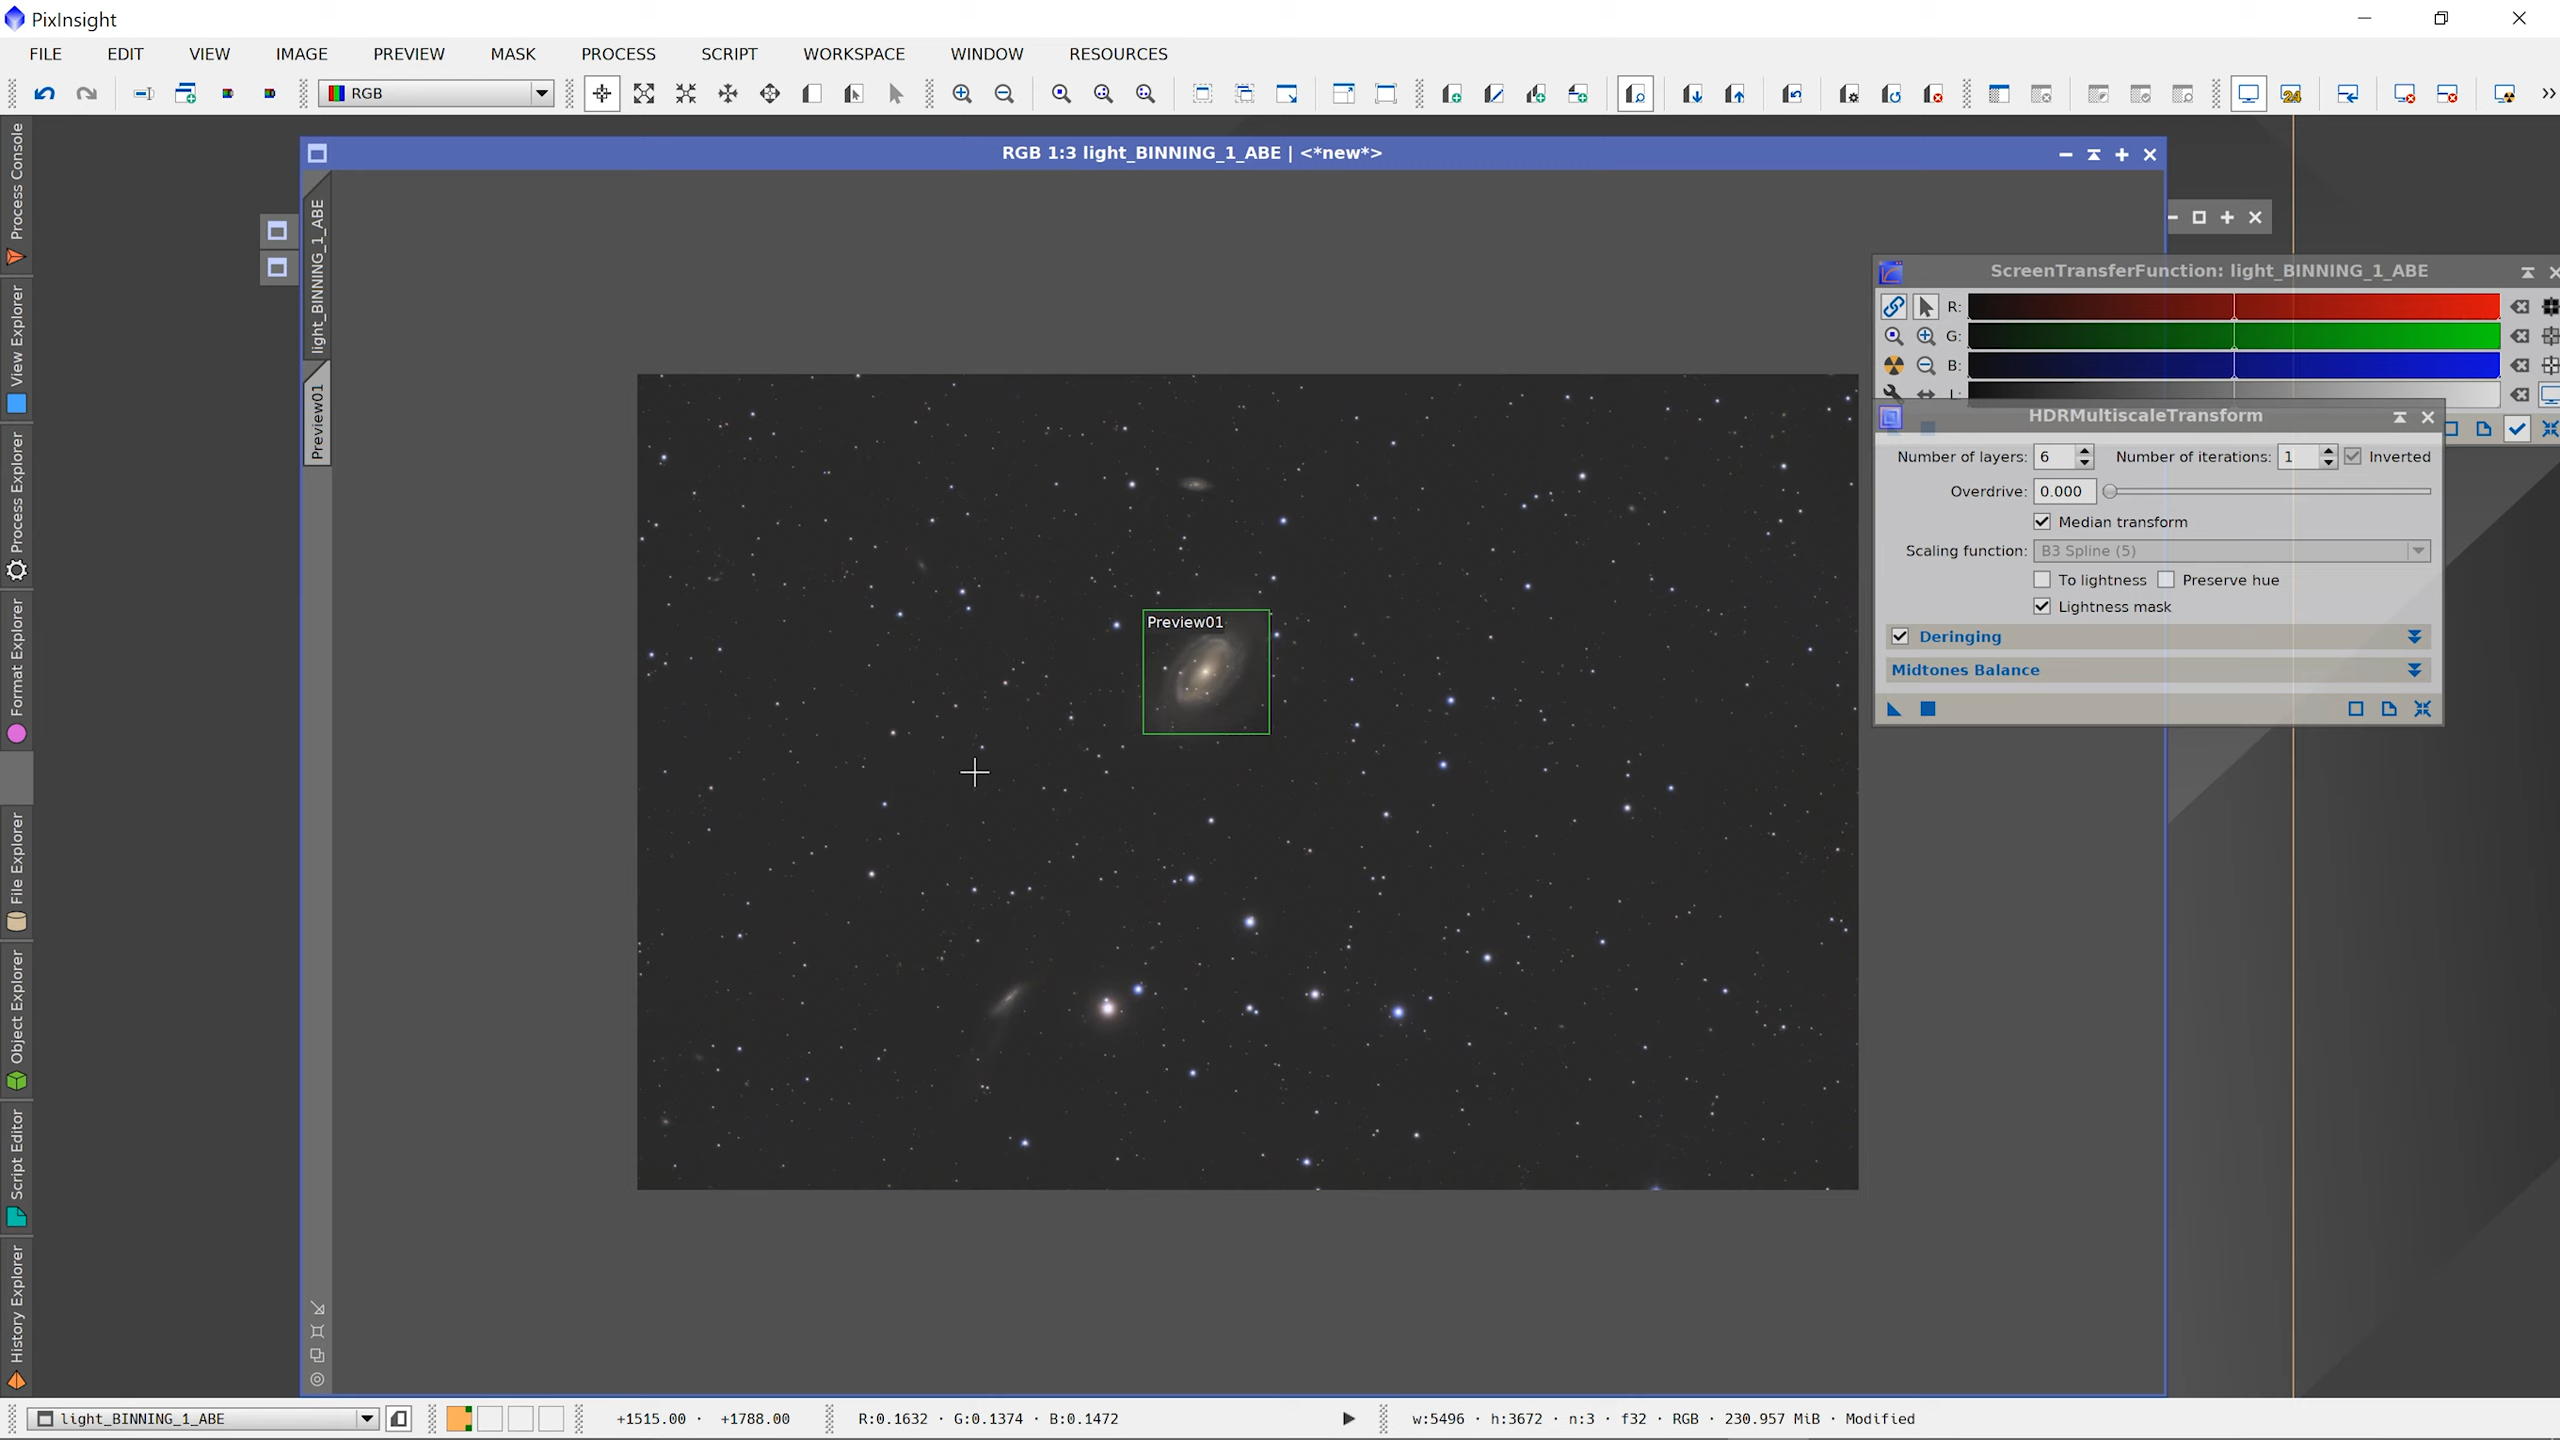 PixInsight
FILE EDIT VIEW IMAGE PREVIEW MASK PROCESS SCRIPT WORKSPACE WINDOW RESOURCES
RGB
24
RGB 1:3 light_BINNING_1_ABE | <*new*>
Process Console
View Explorer
Process Explorer
Format Explorer
File Explorer
Object Explorer
Script Editor
History Explorer
light_BINNING_1_ABE
Preview01
Preview01
ScreenTransferFunction: light_BINNING_1_ABE
R:
G:
B:
L:
HDRMultiscaleTransform
Number of layers: 6 Number of iterations: 1 Inverted
Overdrive: 0.000
Median transform
Scaling function: B3 Spline (5)
To lightness Preserve hue
Lightness mask
Deringing
Midtones Balance
light_BINNING_1_ABE +1515.00 · +1788.00 R:0.1632 · G:0.1374 · B:0.1472 w:5496 · h:3672 · n:3 · f32 · RGB · 230.957 MiB · Modified